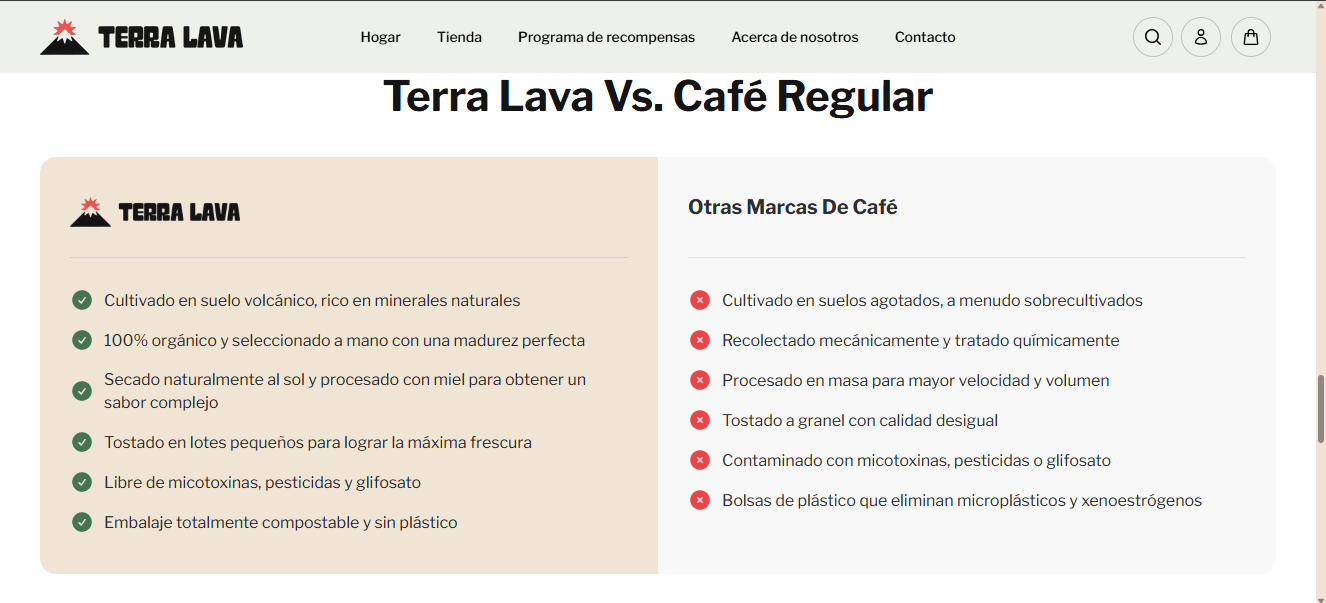 TERRA LAVA
Hogar
Tienda
Programa de recompensas
Acerca de nosotros
Contacto
Terra Lava Vs. Café Regular
TERRA LAVA
Cultivado en suelo volcánico, rico en minerales naturales
100% orgánico y seleccionado a mano con una madurez perfecta
Secado naturalmente al sol y procesado con miel para obtener un
sabor complejo
Tostado en lotes pequeños para lograr la máxima frescura
Libre de micotoxinas, pesticidas y glifosato
Embalaje totalmente compostable y sin plástico
Otras Marcas De Café
Cultivado en suelos agotados, a menudo sobrecultivados
Recolectado mecánicamente y tratado químicamente
Procesado en masa para mayor velocidad y volumen
Tostado a granel con calidad desigual
Contaminado con micotoxinas, pesticidas o glifosato
Bolsas de plástico que eliminan microplásticos y xenoestrógenos